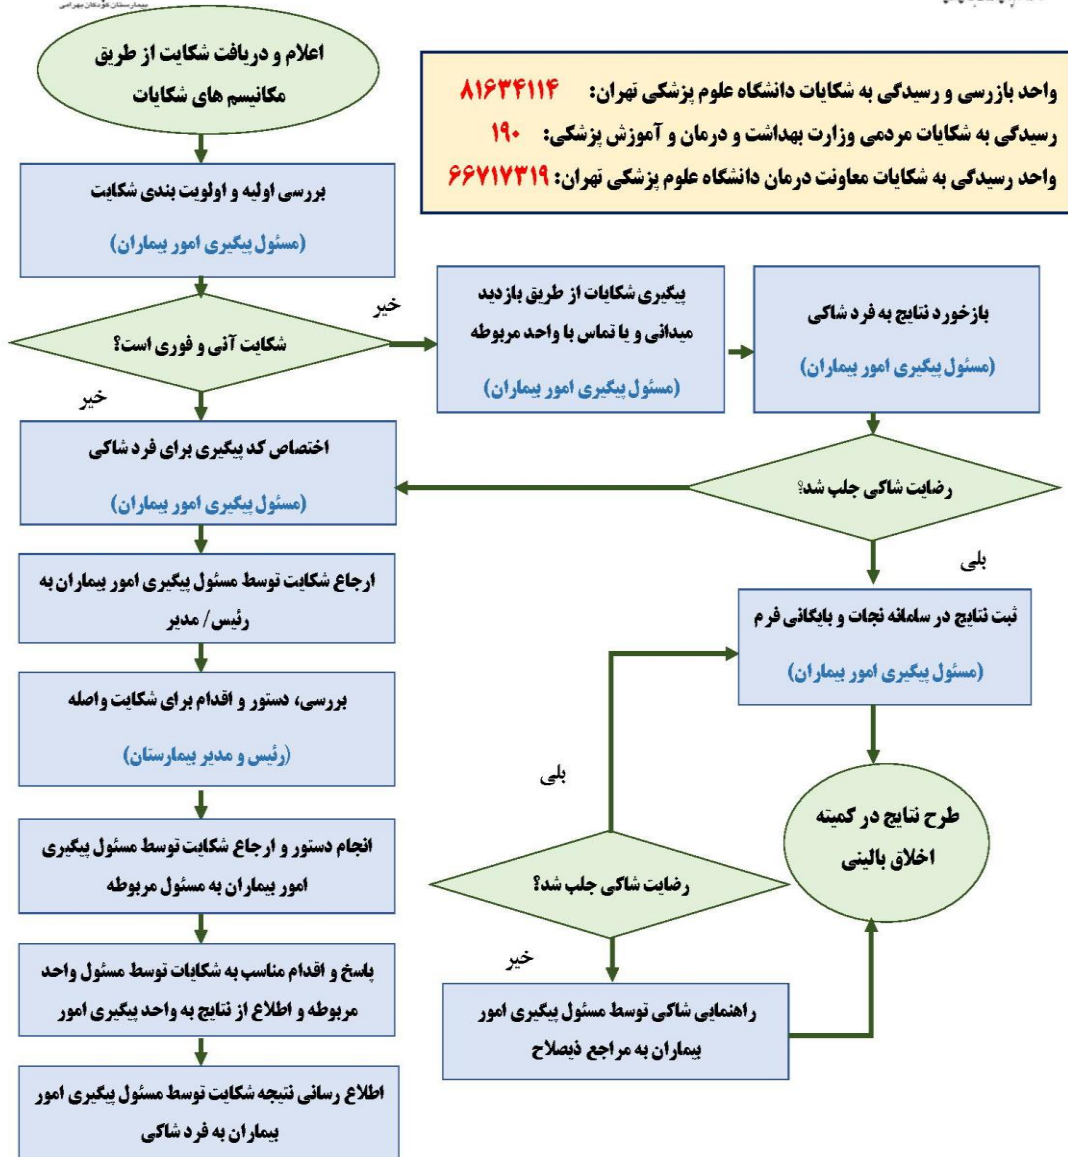 بیمارستان کودکان بهرامی
اعلام و دریافت شکایت از طریق
مکانیسم های شکایات
واحد بازرسی و رسیدگی به شکایات دانشگاه علوم پزشکی تهران: ۸۱۶۳۴۱۱۴
رسیدگی به شکایات مردمی وزارت بهداشت و درمان و آموزش پزشکی: ۱۹۰
واحد رسیدگی به شکایات معاونت درمان دانشگاه علوم پزشکی تهران: ۶۶۷۱۷۳۱۹
بررسی اولیه و اولویت بندی شکایت
(مسئول پیگیری امور بیماران)
شکایت آنی و فوری است؟
خیر
خیر
پیگیری شکایات از طریق بازدید
میدانی و یا تماس با واحد مربوطه
(مسئول پیگیری امور بیماران)
بازخورد نتایج به فرد شاکی
(مسئول پیگیری امور بیماران)
رضایت شاکی جلب شد؟
بلی
اختصاص کد پیگیری برای فرد شاکی
(مسئول پیگیری امور بیماران)
ارجاع شکایت توسط مسئول پیگیری امور بیماران به
رئیس/ مدیر
بررسی، دستور و اقدام برای شکایت واصله
(رئیس و مدیر بیمارستان)
انجام دستور و ارجاع شکایت توسط مسئول پیگیری
امور بیماران به مسئول مربوطه
پاسخ و اقدام مناسب به شکایات توسط مسئول واحد
مربوطه و اطلاع از نتایج به واحد پیگیری امور
اطلاع رسانی نتیجه شکایت توسط مسئول پیگیری امور
بیماران به فرد شاکی
ثبت نتایج در سامانه نجات و بایگانی فرم
(مسئول پیگیری امور بیماران)
طرح نتایج در کمیته
اخلاق بالینی
بلی
رضایت شاکی جلب شد؟
خیر
راهنمایی شاکی توسط مسئول پیگیری امور
بیماران به مراجع ذیصلاح